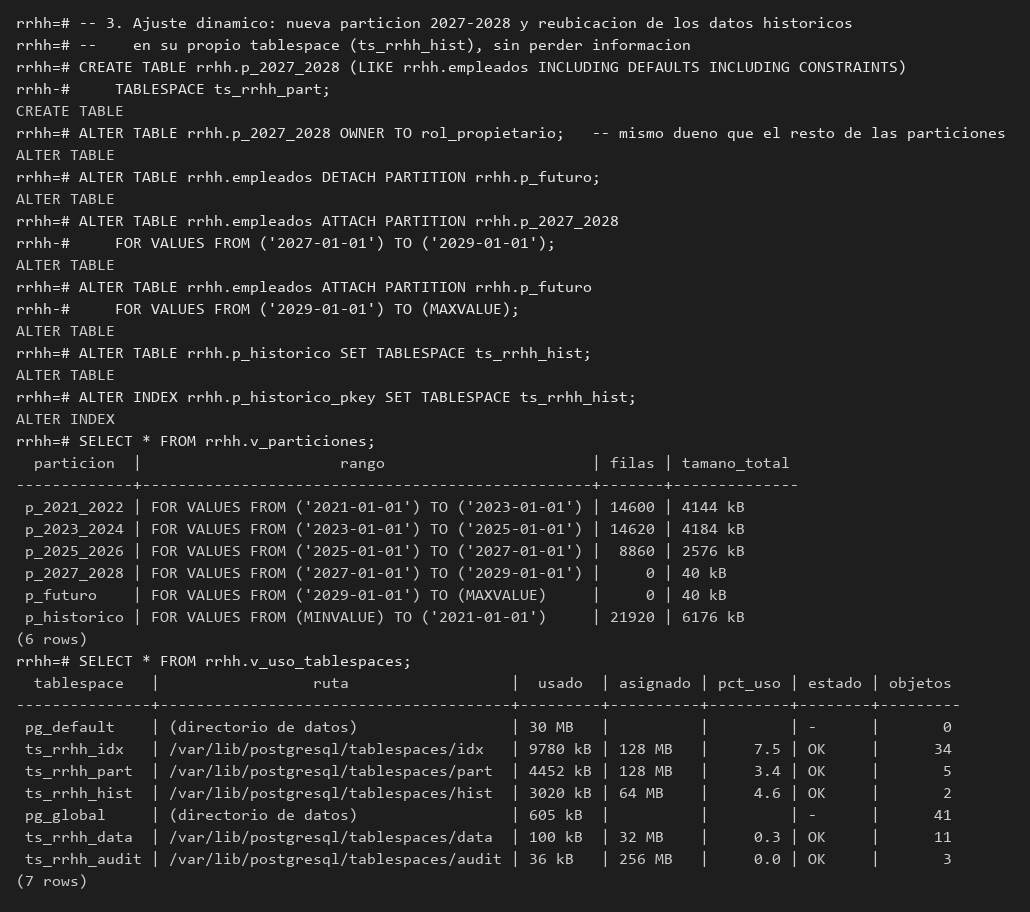 rrhh=# -- 3. Ajuste dinamico: nueva particion 2027-2028 y reubicacion de los datos historicos
rrhh=# --    en su propio tablespace (ts_rrhh_hist), sin perder informacion
rrhh=# CREATE TABLE rrhh.p_2027_2028 (LIKE rrhh.empleados INCLUDING DEFAULTS INCLUDING CONSTRAINTS)
rrhh-#     TABLESPACE ts_rrhh_part;
CREATE TABLE
rrhh=# ALTER TABLE rrhh.p_2027_2028 OWNER TO rol_propietario;   -- mismo dueno que el resto de las particiones
ALTER TABLE
rrhh=# ALTER TABLE rrhh.empleados DETACH PARTITION rrhh.p_futuro;
ALTER TABLE
rrhh=# ALTER TABLE rrhh.empleados ATTACH PARTITION rrhh.p_2027_2028
rrhh-#     FOR VALUES FROM ('2027-01-01') TO ('2029-01-01');
ALTER TABLE
rrhh=# ALTER TABLE rrhh.empleados ATTACH PARTITION rrhh.p_futuro
rrhh-#     FOR VALUES FROM ('2029-01-01') TO (MAXVALUE);
ALTER TABLE
rrhh=# ALTER TABLE rrhh.p_historico SET TABLESPACE ts_rrhh_hist;
ALTER TABLE
rrhh=# ALTER INDEX rrhh.p_historico_pkey SET TABLESPACE ts_rrhh_hist;
ALTER INDEX
rrhh=# SELECT * FROM rrhh.v_particiones;
  particion  |                      rango                       | filas | tamano_total
-------------+--------------------------------------------------+-------+--------------
 p_2021_2022 | FOR VALUES FROM ('2021-01-01') TO ('2023-01-01') | 14600 | 4144 kB
 p_2023_2024 | FOR VALUES FROM ('2023-01-01') TO ('2025-01-01') | 14620 | 4184 kB
 p_2025_2026 | FOR VALUES FROM ('2025-01-01') TO ('2027-01-01') |  8860 | 2576 kB
 p_2027_2028 | FOR VALUES FROM ('2027-01-01') TO ('2029-01-01') |     0 | 40 kB
 p_futuro    | FOR VALUES FROM ('2029-01-01') TO (MAXVALUE)     |     0 | 40 kB
 p_historico | FOR VALUES FROM (MINVALUE) TO ('2021-01-01')     | 21920 | 6176 kB
(6 rows)
rrhh=# SELECT * FROM rrhh.v_uso_tablespaces;
  tablespace   |                 ruta                  |  usado  | asignado | pct_uso | estado | objetos
---------------+---------------------------------------+---------+----------+---------+--------+---------
 pg_default    | (directorio de datos)                 | 30 MB   |          |         | -      |       0
 ts_rrhh_idx   | /var/lib/postgresql/tablespaces/idx   | 9780 kB | 128 MB   |     7.5 | OK     |      34
 ts_rrhh_part  | /var/lib/postgresql/tablespaces/part  | 4452 kB | 128 MB   |     3.4 | OK     |       5
 ts_rrhh_hist  | /var/lib/postgresql/tablespaces/hist  | 3020 kB | 64 MB    |     4.6 | OK     |       2
 pg_global     | (directorio de datos)                 | 605 kB  |          |         | -      |      41
 ts_rrhh_data  | /var/lib/postgresql/tablespaces/data  | 100 kB  | 32 MB    |     0.3 | OK     |      11
 ts_rrhh_audit | /var/lib/postgresql/tablespaces/audit | 36 kB   | 256 MB   |     0.0 | OK     |       3
(7 rows)